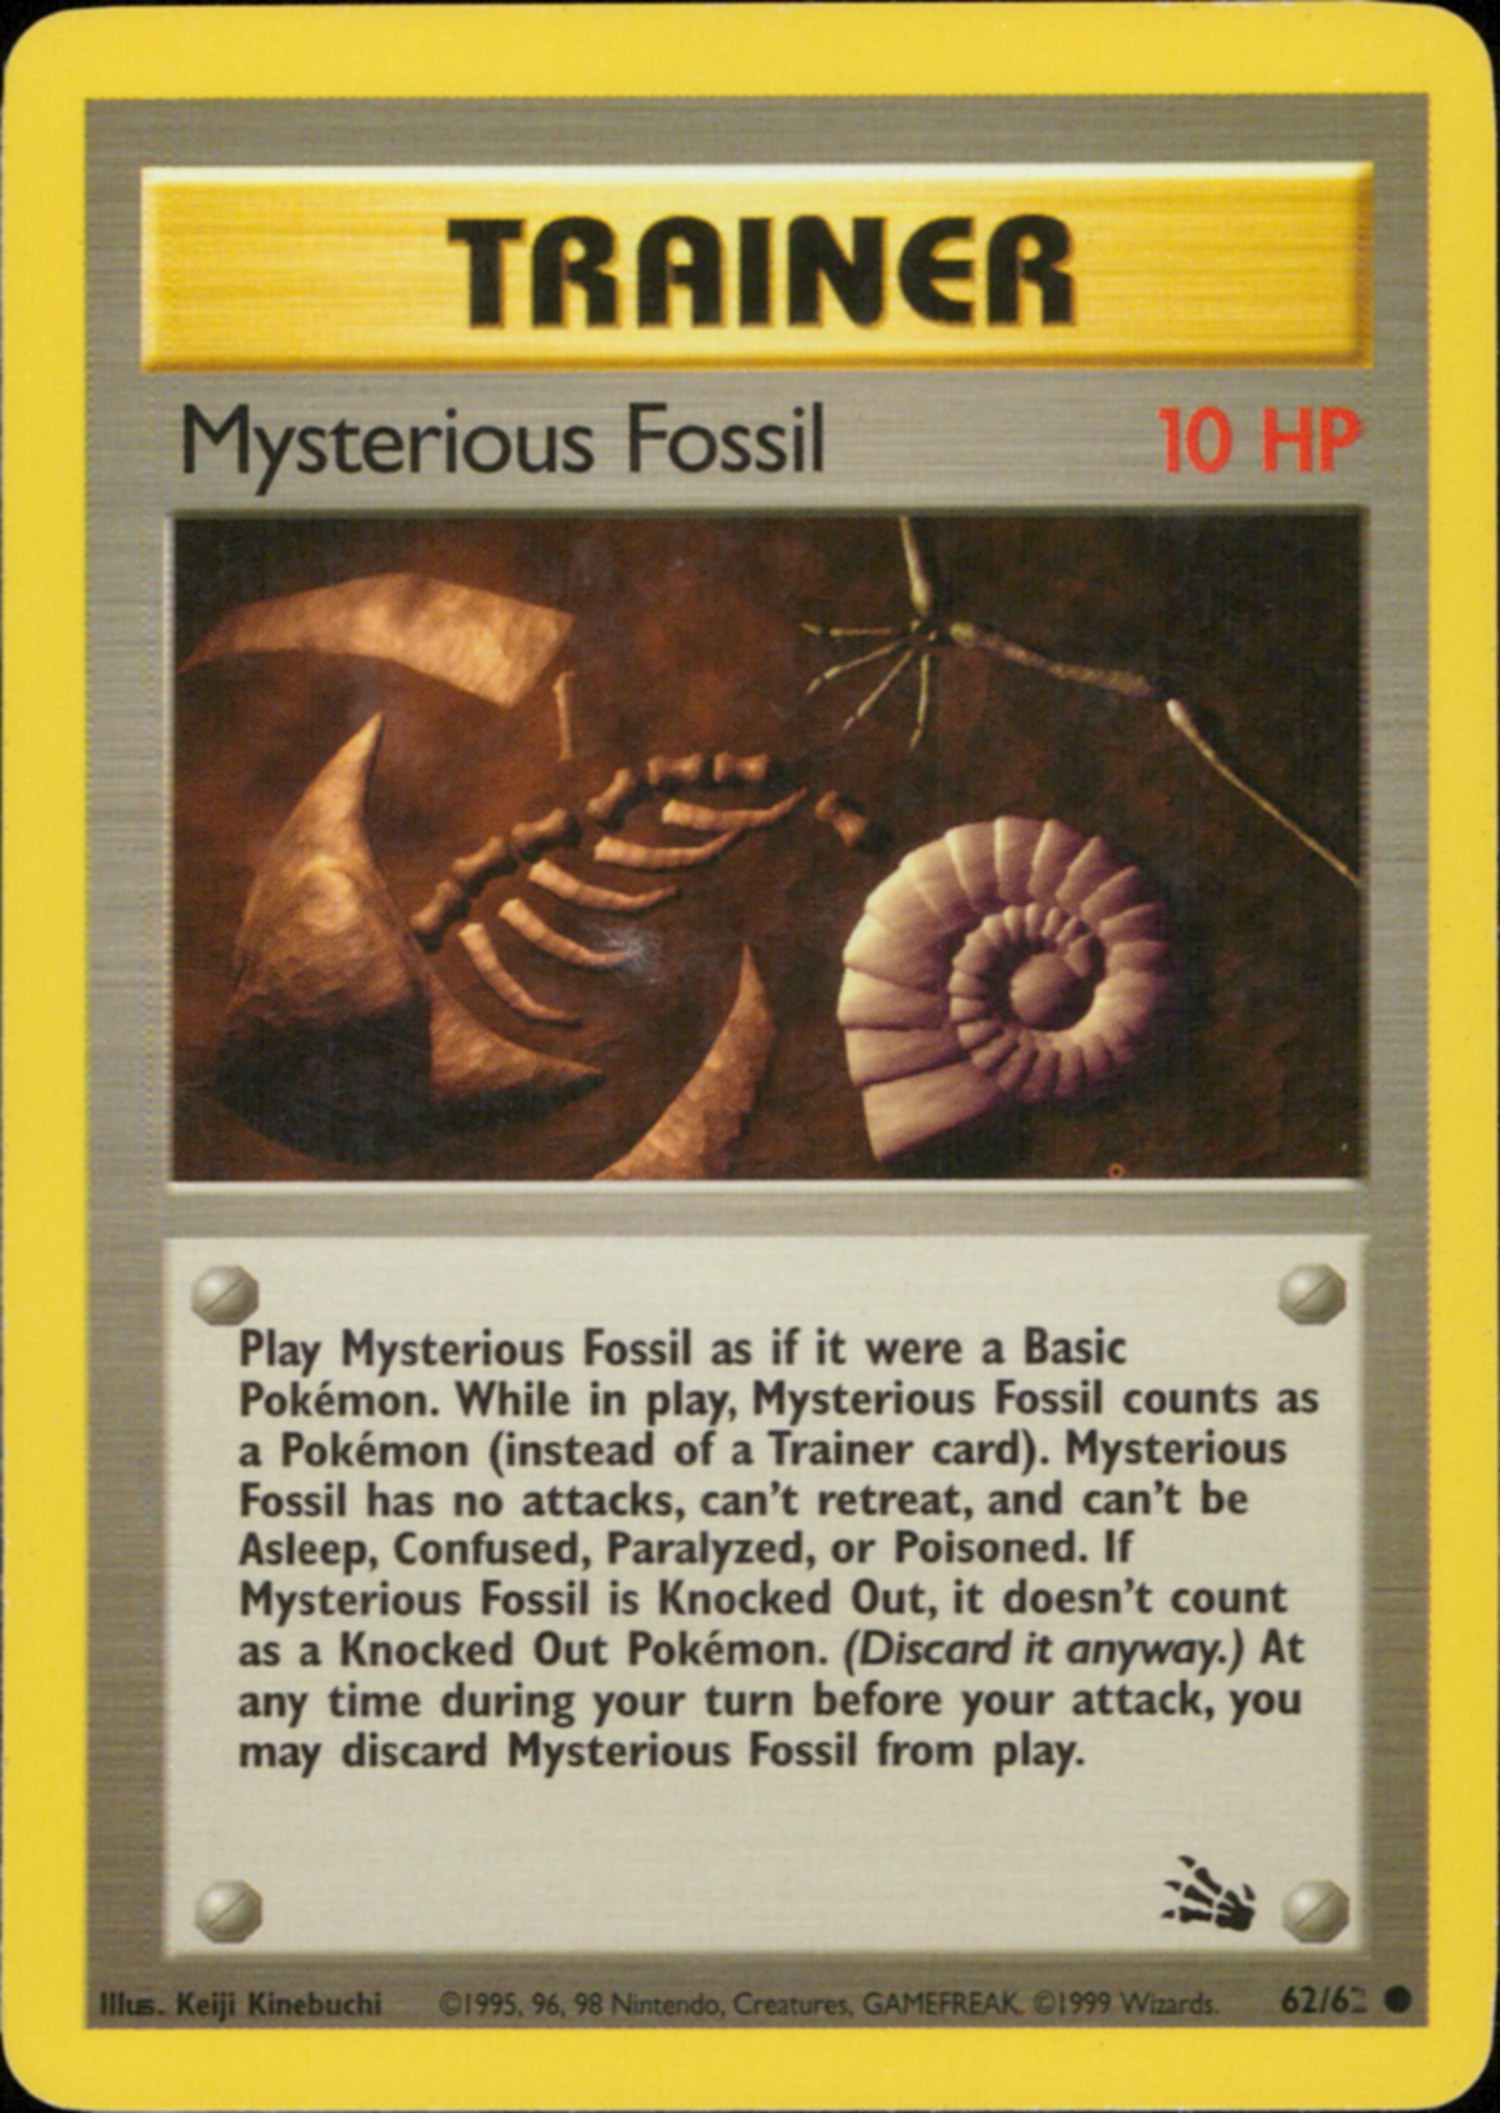 TRAINER
Mysterious Fossil 10 HP
Play Mysterious Fossil as if it were a Basic
Pokémon. While in play, Mysterious Fossil counts as
a Pokémon (instead of a Trainer card). Mysterious
Fossil has no attacks, can't retreat, and can't be
Asleep, Confused, Paralyzed, or Poisoned. If
Mysterious Fossil is Knocked Out, it doesn't count
as a Knocked Out Pokémon. (Discard it anyway.) At
any time during your turn before your attack, you
may discard Mysterious Fossil from play.
Illus. Keiji Kinebuchi ©1995, 96, 98 Nintendo, Creatures, GAMEFREAK. ©1999 Wizards. 62/62